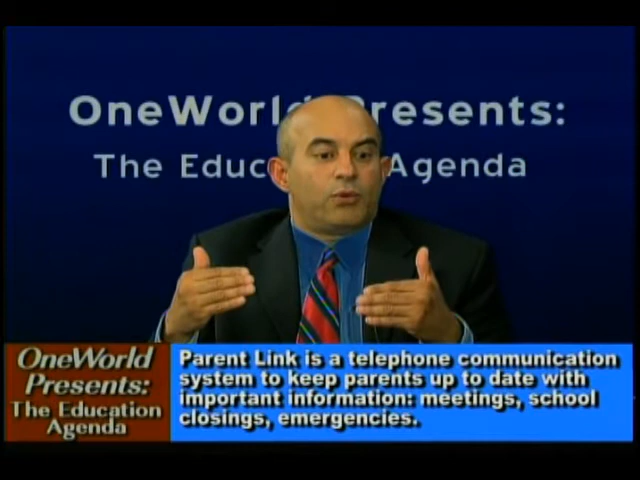 OneWorld Presents:
The Educ Agenda
OneWorld
Presents:
The Education
Agenda
Parent Link is a telephone communication
system to keep parents up to date with
important information: meetings, school
closings, emergencies.